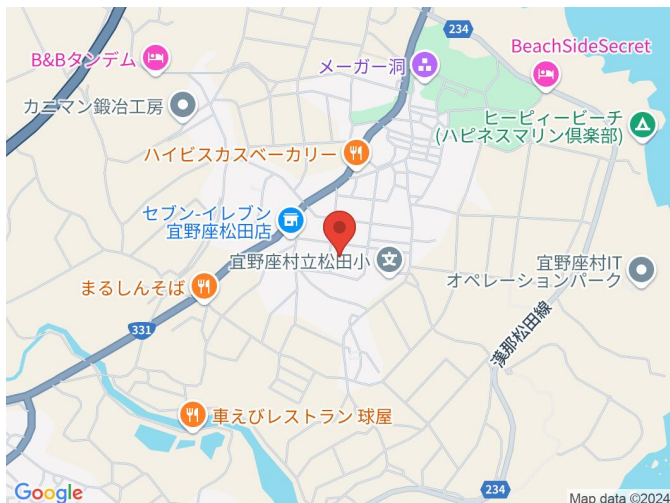 234
B&Bタンデム
BeachSideSecret
メーガー洞
カニマン鍛冶工房
ヒーピィービーチ
(ハピネスマリン倶楽部)
ハイビスカスベーカリー
セブン-イレブン
宜野座松田店
宜野座村立松田小
宜野座村IT
オペレーションパーク
まるしんそば
331
漢那松田線
車えびレストラン 球屋
234
Google
Map data ©2024